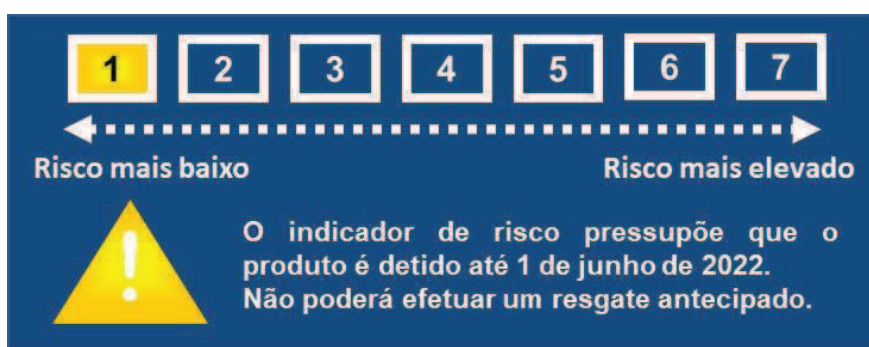 1 2 3 4 5 6 7
Risco mais baixo Risco mais elevado
!
O indicador de risco pressupõe que o
produto é detido até 1 de junho de 2022.
Não poderá efetuar um resgate antecipado.